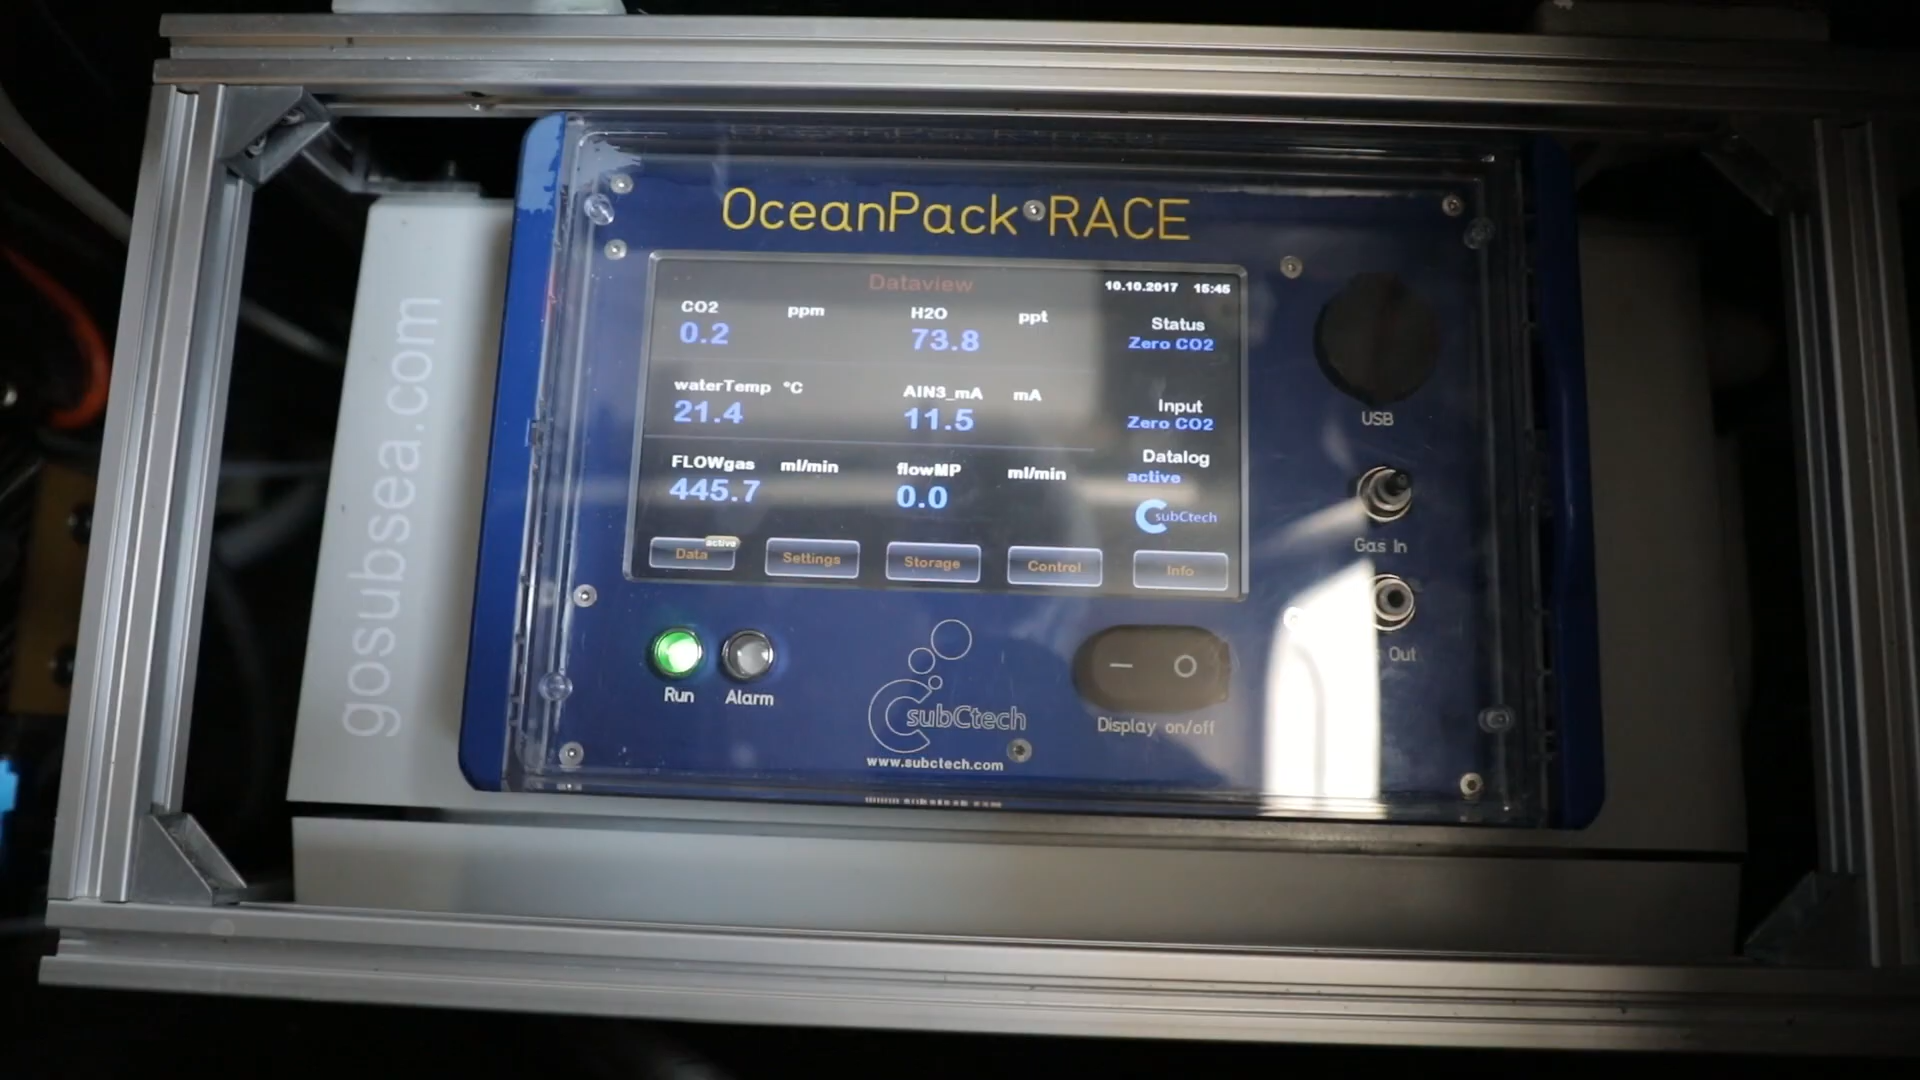 OceanPack RACE
Dataview
10.10.2017 15:45
CO2 ppm
0.2
H2O ppt
73.8
Status
Zero CO2
waterTemp °C
21.4
AIN3_mA mA
11.5
Input
Zero CO2
FLOWgas ml/min
445.7
flowMP ml/min
0.0
Datalog
active
subCtech
active
Data
Settings
Storage
Control
Info
USB
Gas In
Out
Run
Alarm
subCtech
www.subctech.com
Display on/off
gosubsea.com